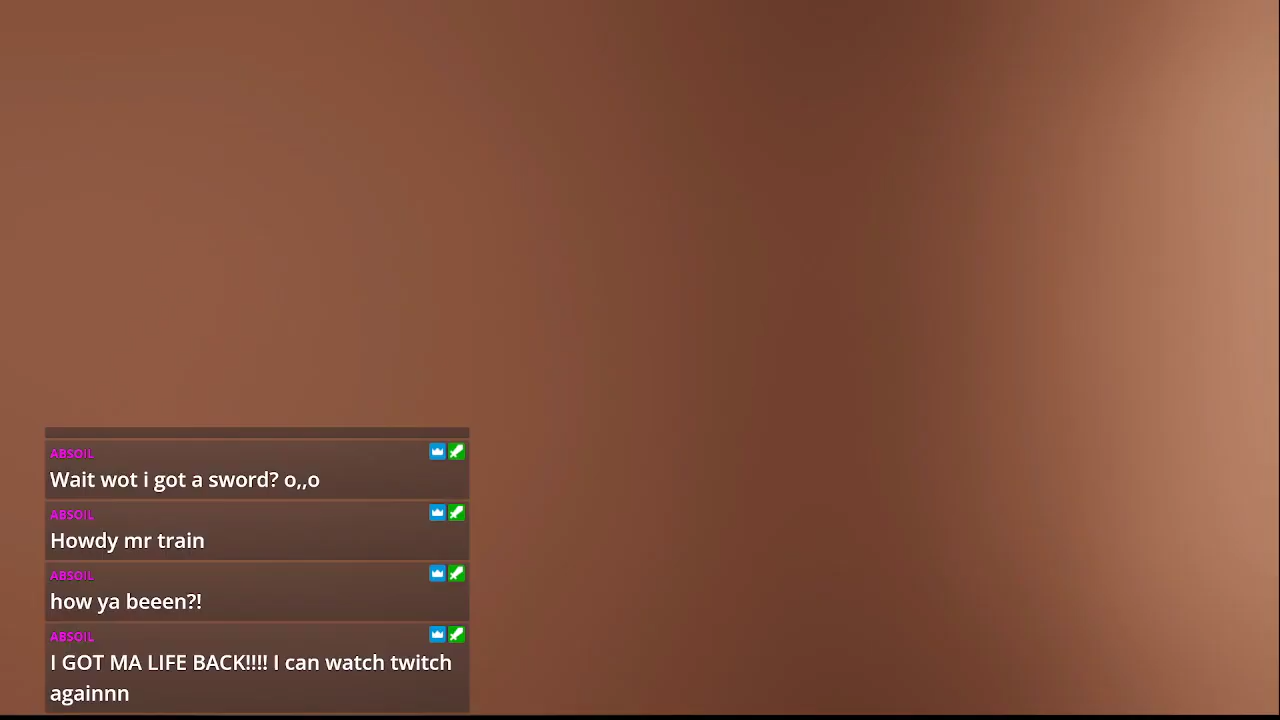 ABSOIL
Wait wot i got a sword? o,,o
ABSOIL
Howdy mr train
ABSOIL
how ya beeen?!
ABSOIL
I GOT MA LIFE BACK!!!! I can watch twitch
againnn